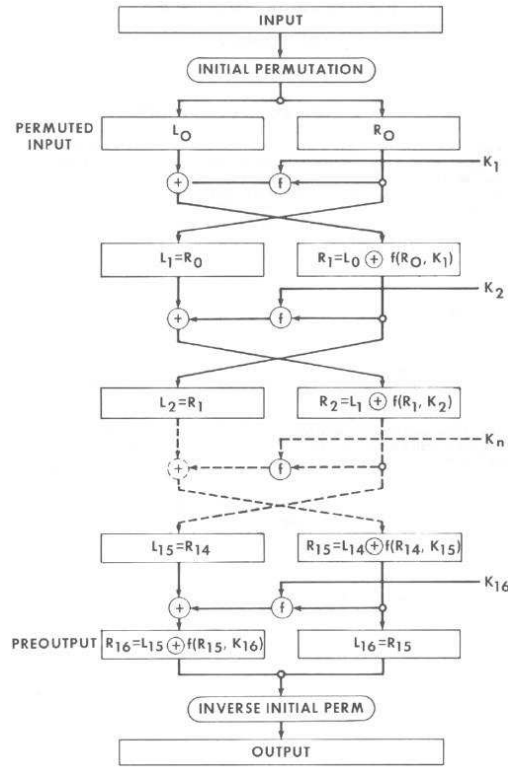 INPUT
INITIAL PERMUTATION
PERMUTED
INPUT
L0
R0
K1
+
f
L1=R0
R1=L0 ⊕ f(R0, K1)
K2
+
f
L2=R1
R2=L1 ⊕ f(R1, K2)
Kn
+
f
L15=R14
R15=L14 ⊕ f(R14, K15)
K16
+
f
PREOUTPUT
R16=L15 ⊕ f(R15, K16)
L16=R15
INVERSE INITIAL PERM
OUTPUT